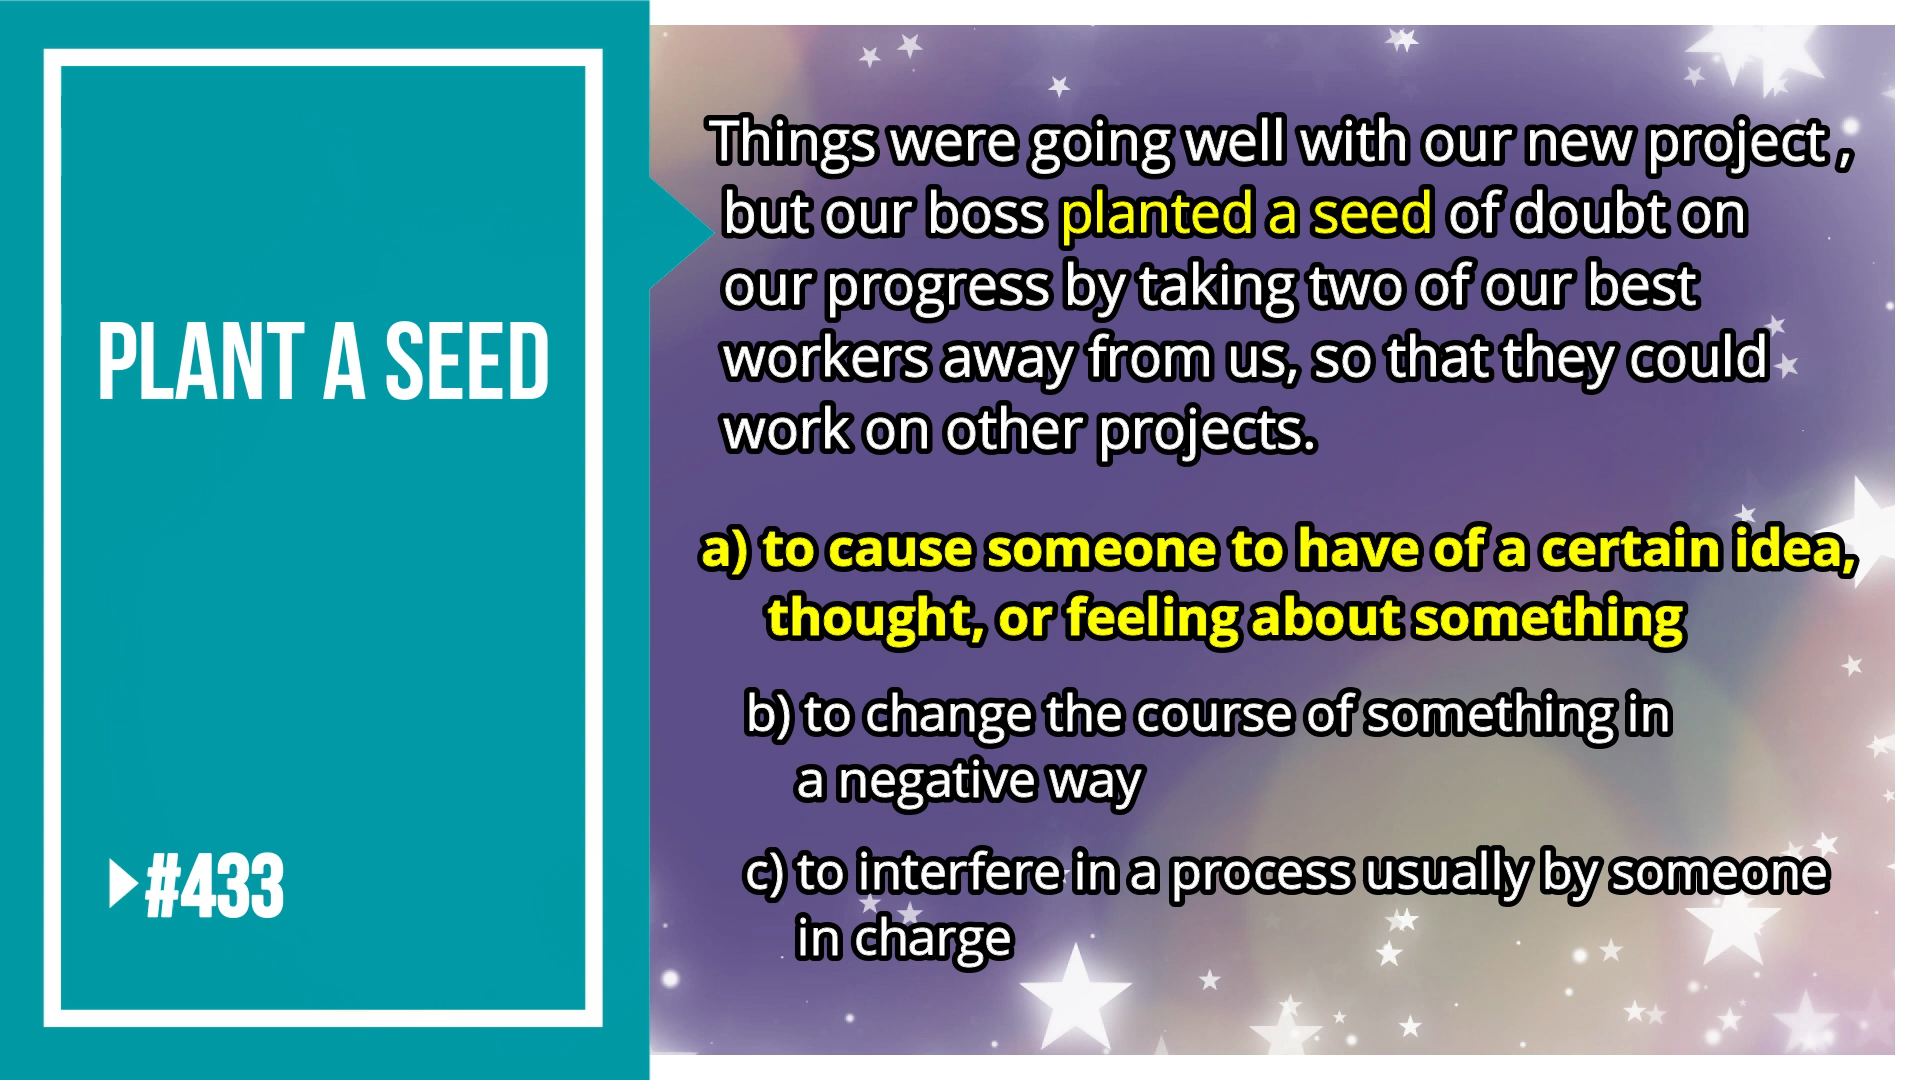 PLANT A SEED
#433
Things were going well with our new project ,
but our boss planted a seed of doubt on
our progress by taking two of our best
workers away from us, so that they could
work on other projects.
a) to cause someone to have of a certain idea,
thought, or feeling about something
b) to change the course of something in
a negative way
c) to interfere in a process usually by someone
in charge